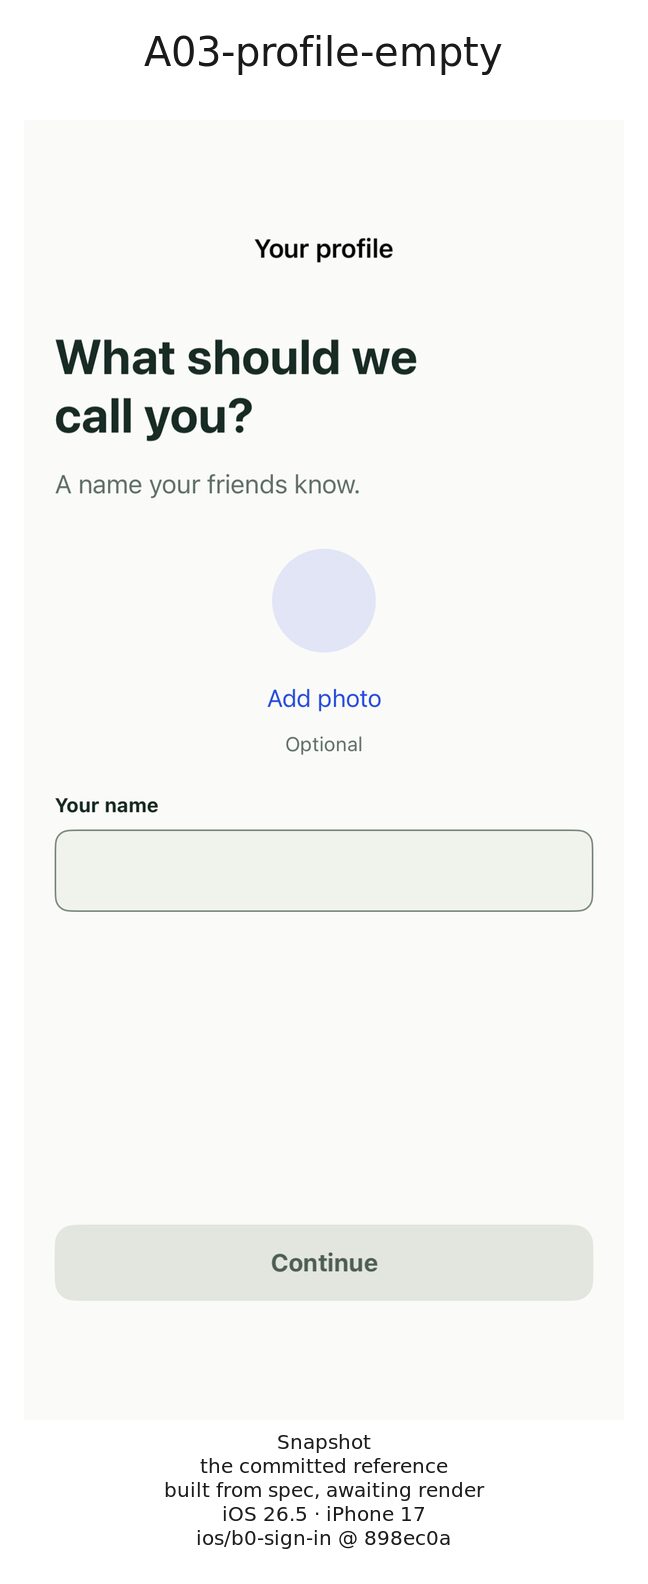 A03-profile-empty
Your profile
What should we
call you?
A name your friends know.
Add photo
Optional
Your name
Continue
Snapshot
the committed reference
built from spec, awaiting render
iOS 26.5 · iPhone 17
ios/b0-sign-in @ 898ec0a